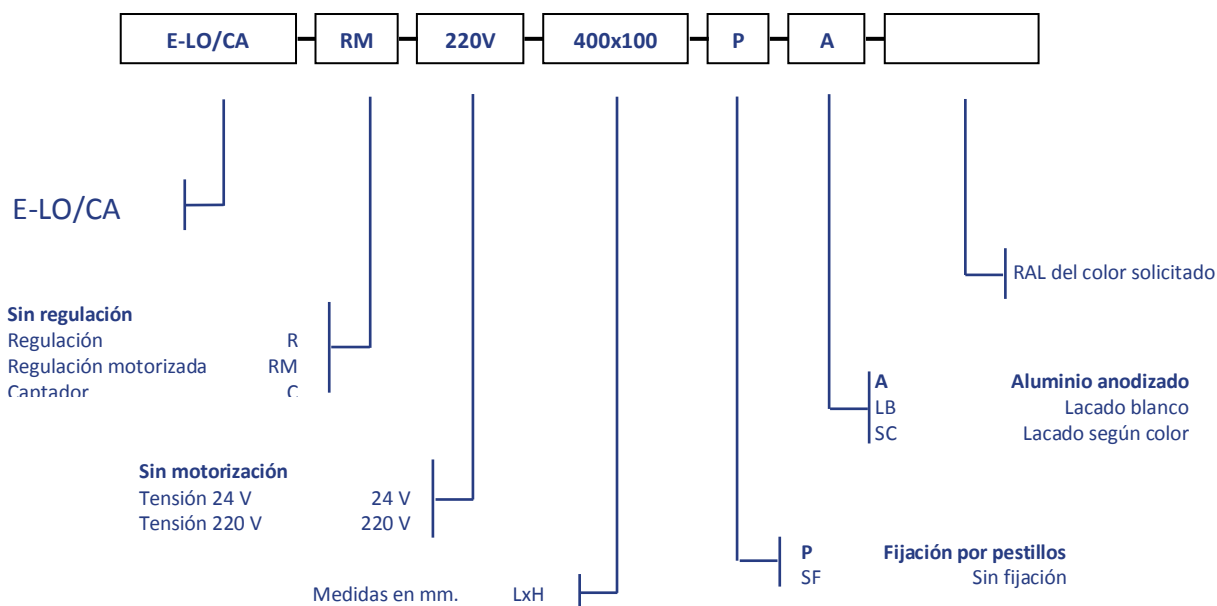 E-LO/CA RM 220V 400x100 P A
E-LO/CA
RAL del color solicitado
Sin regulación
Regulación R
Regulación motorizada RM
Captador C
A Aluminio anodizado
LB Lacado blanco
SC Lacado según color
Sin motorización
Tensión 24 V 24 V
Tensión 220 V 220 V
P Fijación por pestillos
SF Sin fijación
Medidas en mm. LxH